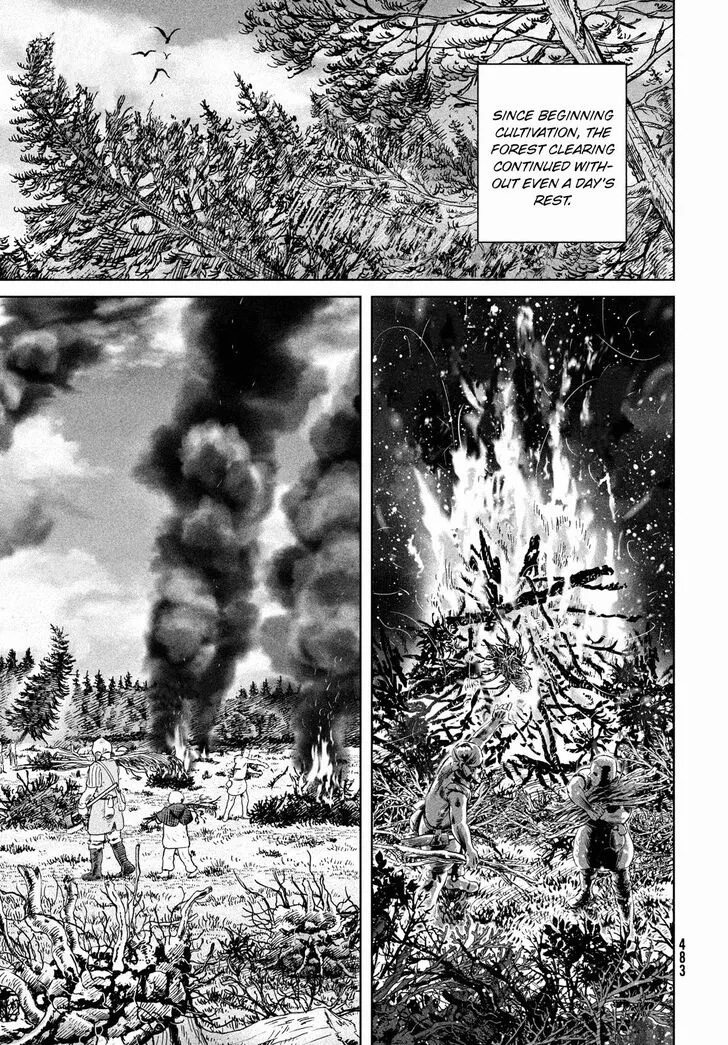 SINCE BEGINNING
CULTIVATION, THE
FOREST CLEARING
CONTINUED WITH-
OUT EVEN A DAY'S
REST.
483